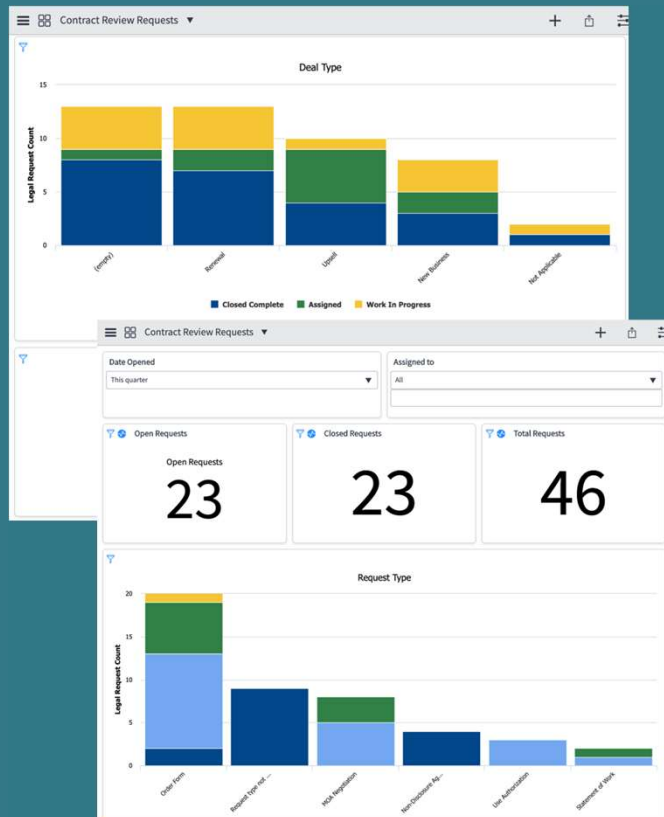 Contract Review Requests ▼
Deal Type
15
10
5
0
Legal Request Count
(empty)
Renewal
Upsell
New Business
Not Applicable
Closed Complete Assigned Work In Progress
Contract Review Requests ▼
Date Opened
This quarter
Assigned to
All
Open Requests
Open Requests
23
Closed Requests
23
Total Requests
46
Request Type
20
15
10
5
0
Legal Request Count
Order Form
Request type not ...
MOA Negotiation
Non-Disclosure Ag...
Use Authorization
Statement of Work